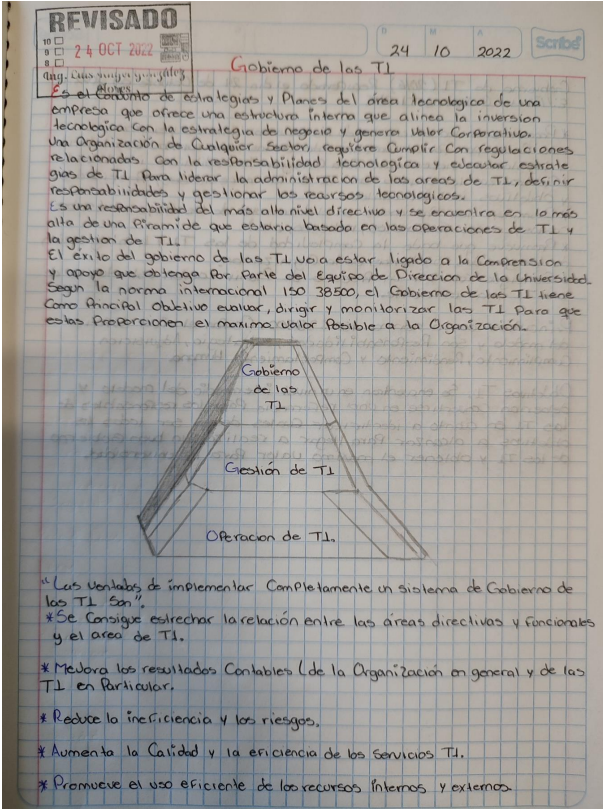 REVISADO
10
9
8
24 OCT 2022
D M A
24 10 2022
Scribe
Gobierno de las TI
Es el Conjunto de estrategias y Planes del área tecnologica de una
empresa que ofrece una estructura interna que alinea la inversion
tecnologica con la estrategia de negocio y genera valor Corporativo.
Una Organización de Cualquier Sector, requiere Cumplir Con regulaciones
relacionadas con la responsabilidad tecnologica y ejecutar estrate
gias de TI Para liderar la administracion de las areas de TI, definir
responsabilidades y gestionar los recursos tecnologicos.
Es una responsabilidad del más alto nivel directivo y se encuentra en lo más
alto de una Piramide que estaria basada en las operaciones de TI y
la gestion de TI.
El éxito del gobierno de las TI va a estar ligado a la Comprension
y apoyo que obtenga Por Parte del Equipo de Direccion de la Universidad.
Segun la norma internacional ISO 38500, el Gobierno de las TI tiene
Como Principal objetivo evaluar, dirigir y monitorizar las TI Para que
estas Proporcionen el maximo valor Posible a la Organización.
Gobierno
de las
TI
Gestión de TI
Operacion de TI.
"Las ventajas de implementar Completamente un sistema de Gobierno de
las TI Son".
*Se Consigue estrechar la relación entre las áreas directivas y funcionales
y el area de TI.
*Mejora los resultados Contables (de la Organización en general y de las
TI en Particular.
*Reduce la ineficiencia y los riesgos.
*Aumenta la Calidad y la eficiencia de los Servicios TI.
*Promueve el uso eficiente de los recursos internos y externos.